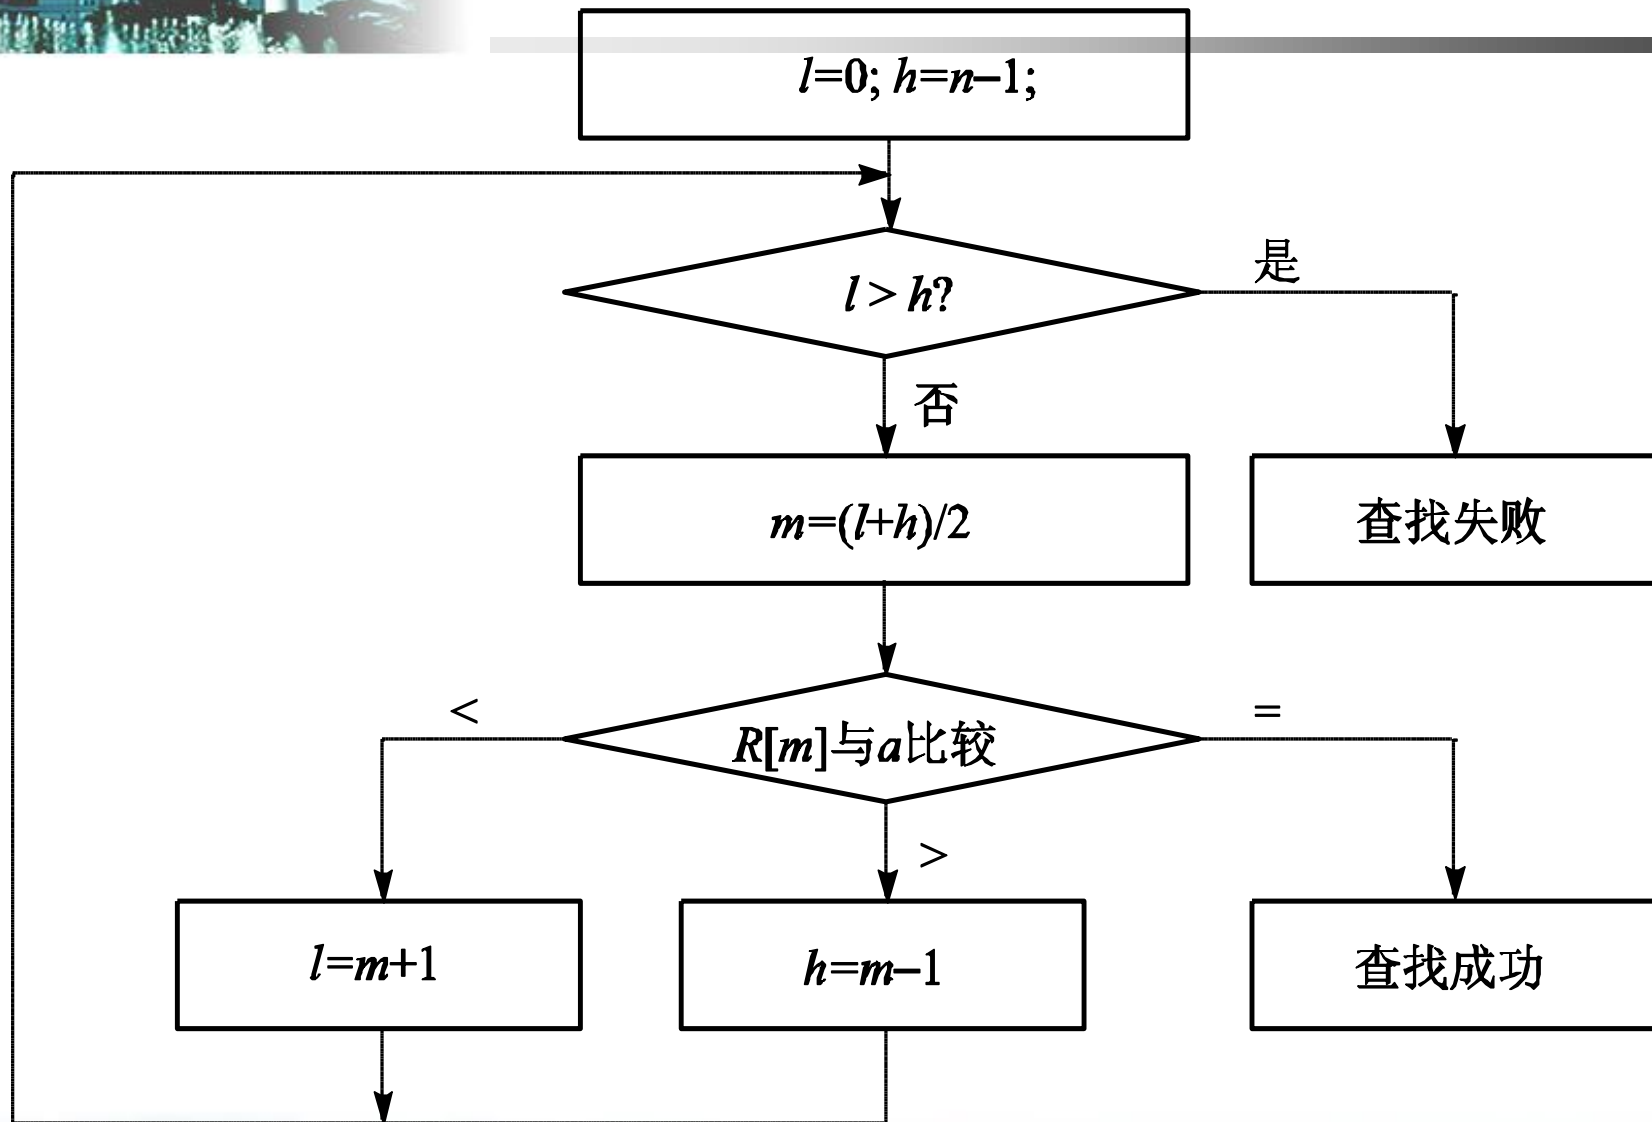 l=0; h=n–1;
l > h?
是
否
m=(l+h)/2
查找失败
<
R[m]与a比较
=
>
l=m+1
h=m–1
查找成功